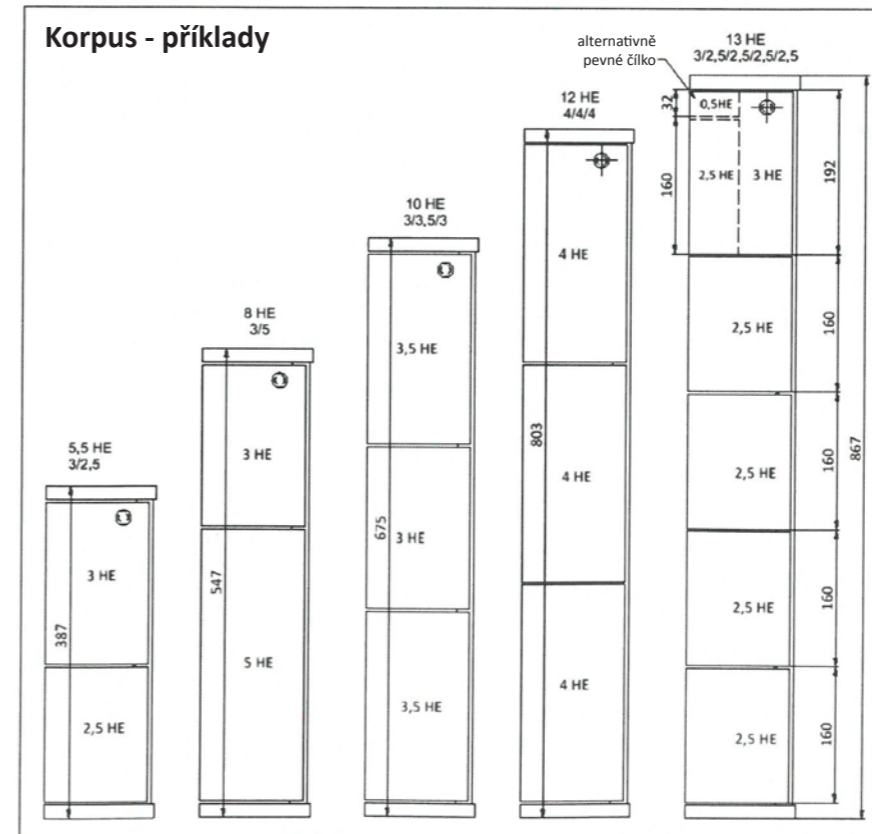 Korpus - příklady
5,5 HE
3/2,5
3 HE
2,5 HE
387
8 HE
3/5
3 HE
5 HE
547
10 HE
3/3,5/3
3,5 HE
3 HE
3,5 HE
675
12 HE
4/4/4
4 HE
4 HE
4 HE
803
alternativně
pevné čílko
13 HE
3/2,5/2,5/2,5/2,5
0,5HE
2,5 HE
3 HE
2,5 HE
2,5 HE
2,5 HE
2,5 HE
32
160
192
160
160
160
160
867